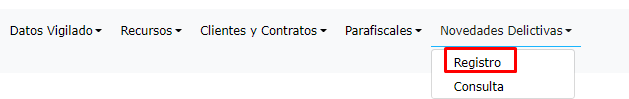 Datos Vigilado Recursos Clientes y Contratos Parafiscales Novedades Delictivas
Registro
Consulta